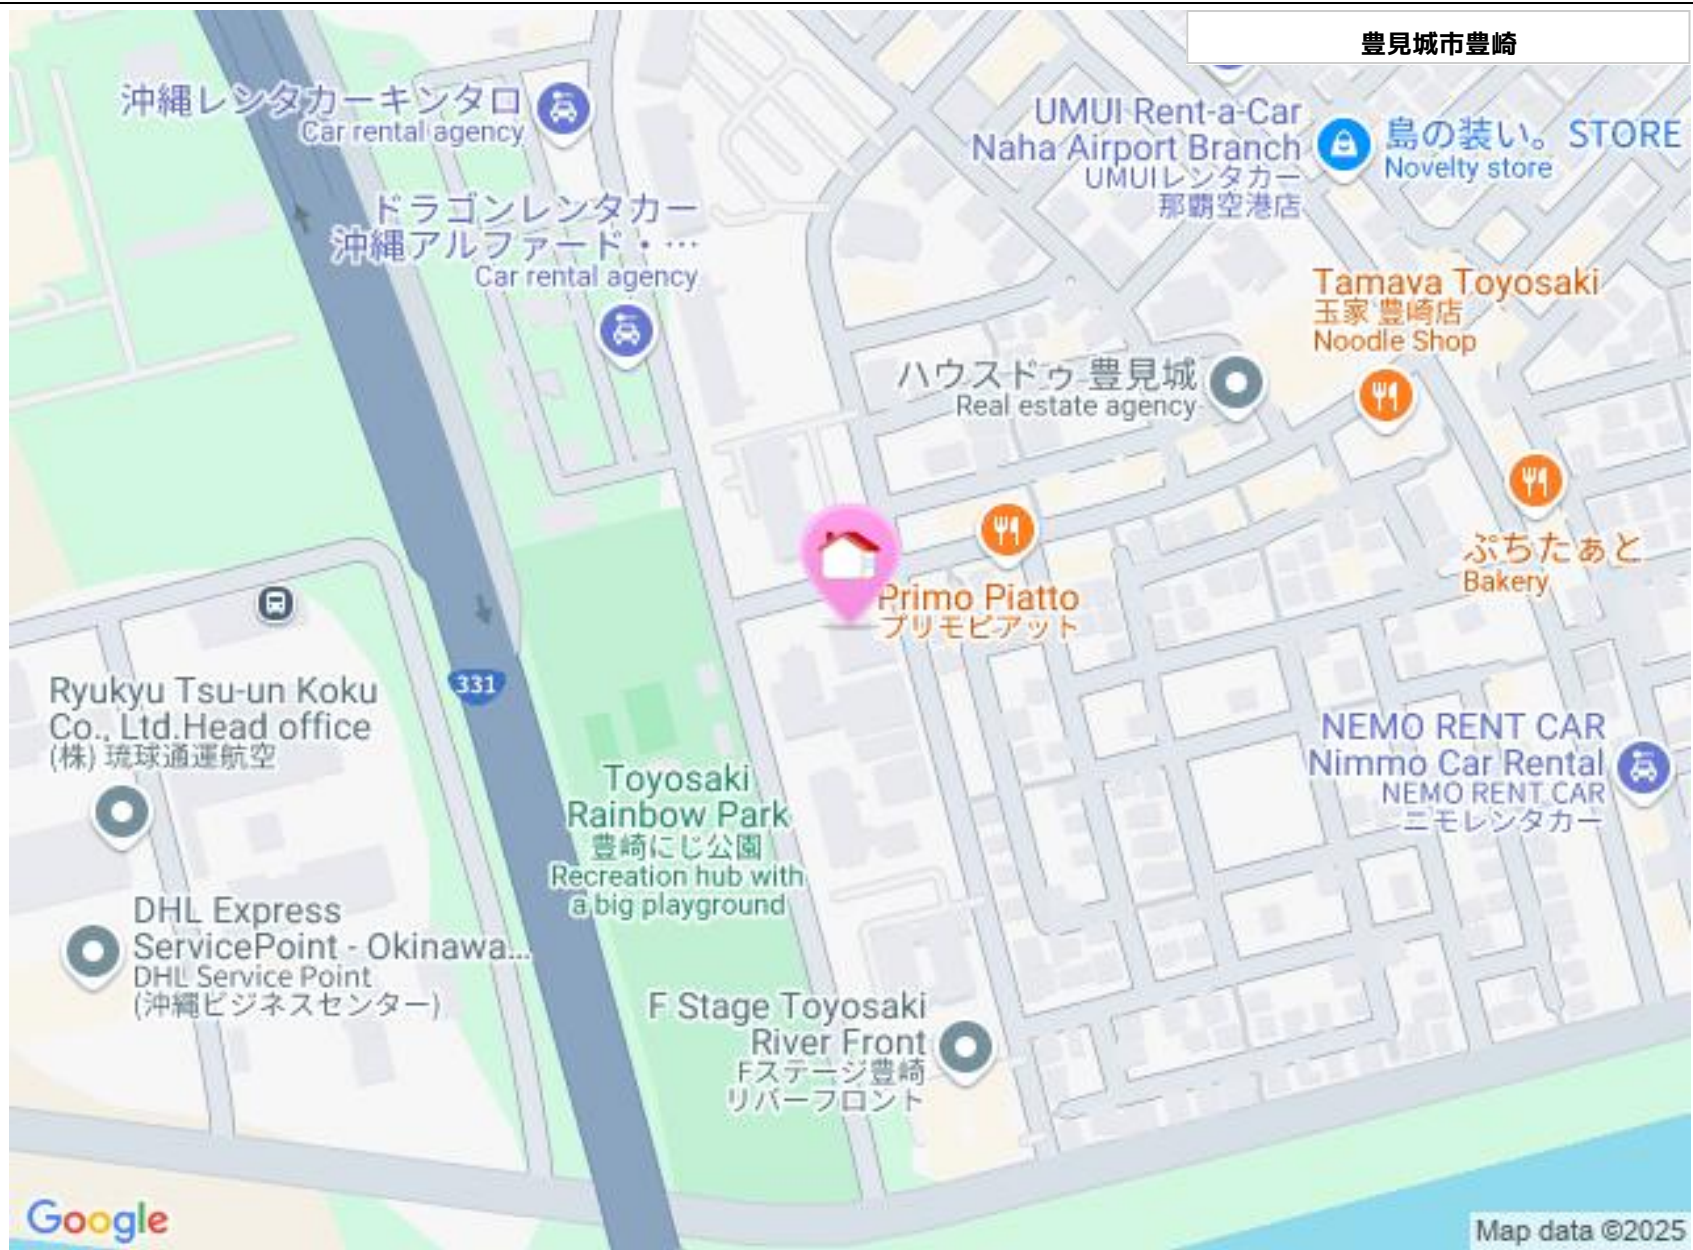 豊見城市豊崎
沖縄レンタカーキンタロ
Car rental agency
UMUI Rent-a-Car
Naha Airport Branch
UMUIレンタカー
那覇空港店
島の装い。STORE
Novelty store
ドラゴンレンタカー
沖縄アルファード・…
Car rental agency
Tamava Toyosaki
玉家 豊崎店
Noodle Shop
ハウスドゥ 豊見城
Real estate agency
ぷちたぁと
Bakery
Primo Piatto
プリモピアット
331
Ryukyu Tsu-un Koku
Co., Ltd.Head office
(株) 琉球通運航空
NEMO RENT CAR
Nimmo Car Rental
NEMO RENT CAR
ニモレンタカー
Toyosaki
Rainbow Park
豊崎にじ公園
Recreation hub with
a big playground
DHL Express
ServicePoint - Okinawa...
DHL Service Point
(沖縄ビジネスセンター)
F Stage Toyosaki
River Front
Fステージ豊崎
リバーフロント
Google
Map data ©2025